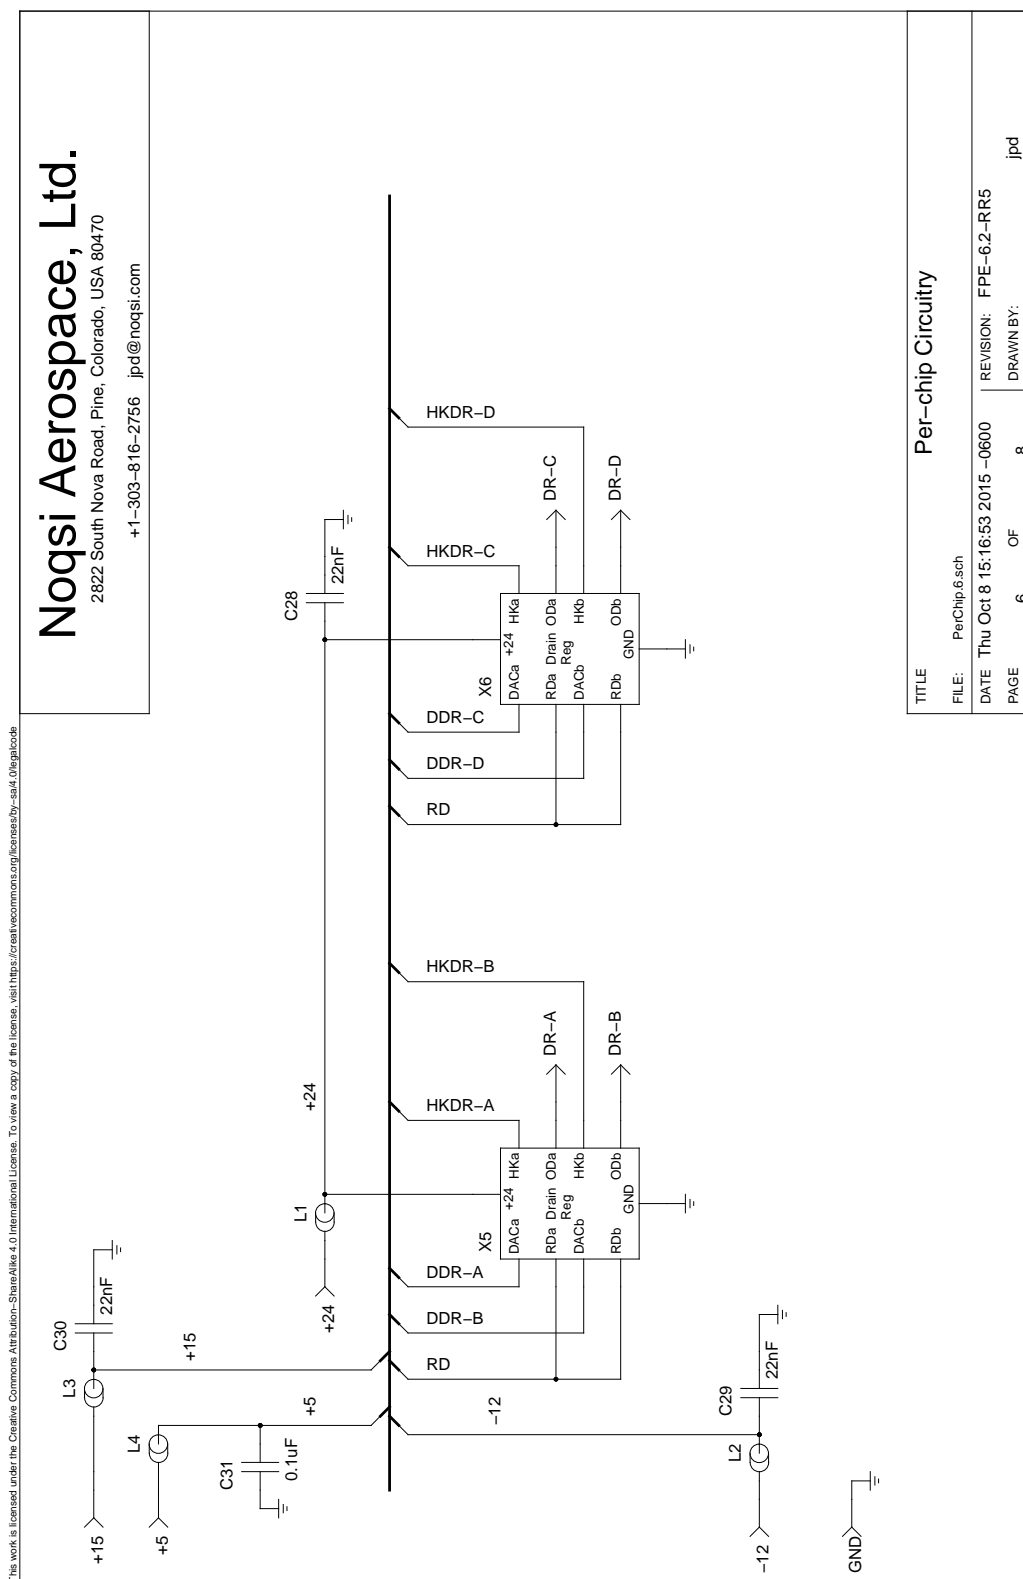 This work is licensed under the Creative Commons Attribution−ShareAlike 4.0 International License. To view a copy of the license, visit https://creativecommons.org/licenses/by−sa/4.0/legalcode
Noqsi Aerospace, Ltd.
2822 South Nova Road, Pine, Colorado, USA 80470
+1−303−816−2756 jpd@noqsi.com
+15
L3
C30
22nF
+15
+5
L4
C31
0.1uF
+5
+24
L1
+24
C28
22nF
RD
DDR−B
DDR−A
HKDR−A
HKDR−B
RD
DDR−D
DDR−C
HKDR−C
HKDR−D
X5
DACa +24 HKa
RDa Drain ODa
Reg
DACb HKb
RDb GND ODb
DR−A
DR−B
X6
DACa +24 HKa
RDa Drain ODa
Reg
DACb HKb
RDb GND ODb
DR−C
DR−D
−12
−12
L2
C29
22nF
GND
TITLE
Per−chip Circuitry
FILE: PerChip.6.sch
REVISION: FPE−6.2−RR5
DATE Thu Oct 8 15:16:53 2015 −0600
PAGE 6 OF 8
DRAWN BY: jpd